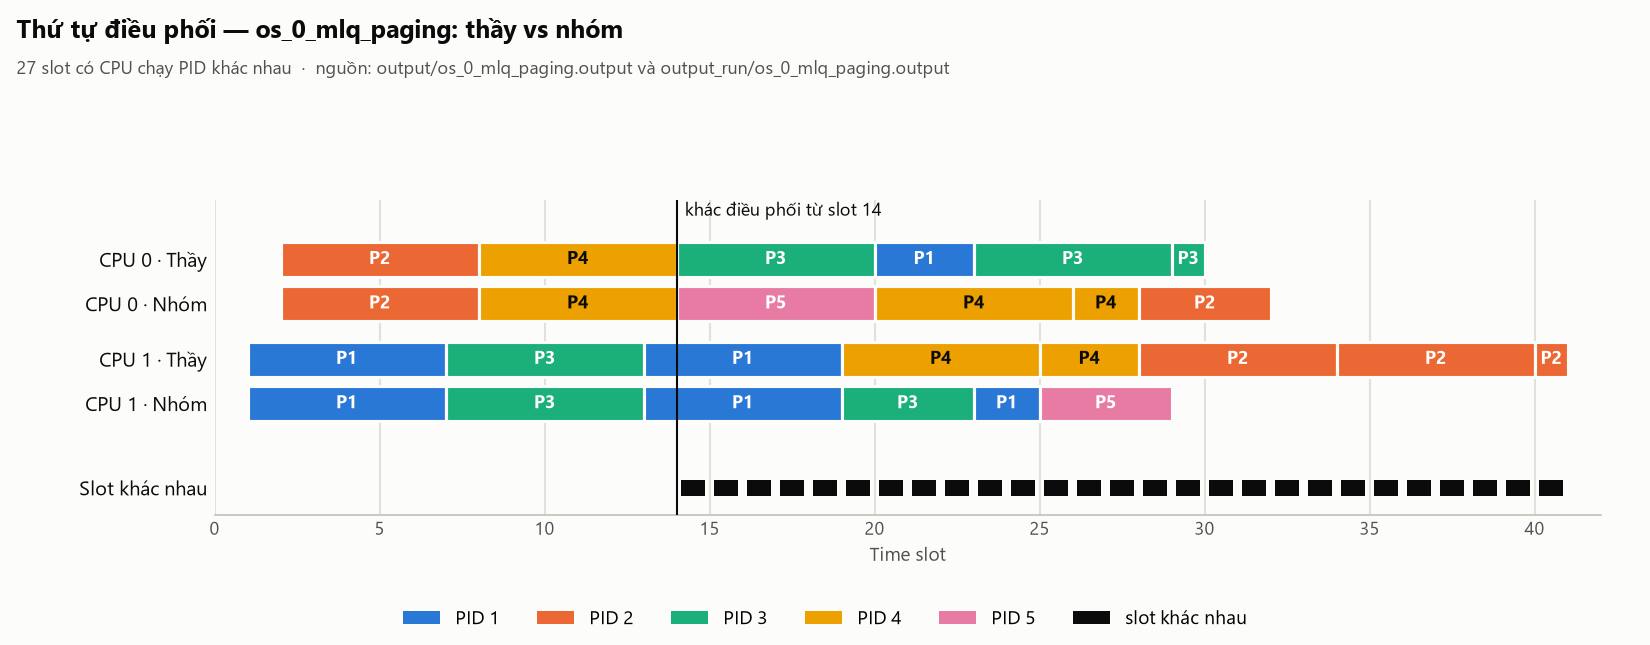 Thứ tự điều phối — os_0_mlq_paging: thầy vs nhóm
27 slot có CPU chạy PID khác nhau · nguồn: output/os_0_mlq_paging.output và output_run/os_0_mlq_paging.output
khác điều phối từ slot 14
CPU 0 · Thầy P2 P4 P3 P1 P3 P3
CPU 0 · Nhóm P2 P4 P5 P4 P4 P2
CPU 1 · Thầy P1 P3 P1 P4 P4 P2 P2 P2
CPU 1 · Nhóm P1 P3 P1 P3 P1 P5
Slot khác nhau
0 5 10 15 20 25 30 35 40
Time slot
PID 1 PID 2 PID 3 PID 4 PID 5 slot khác nhau